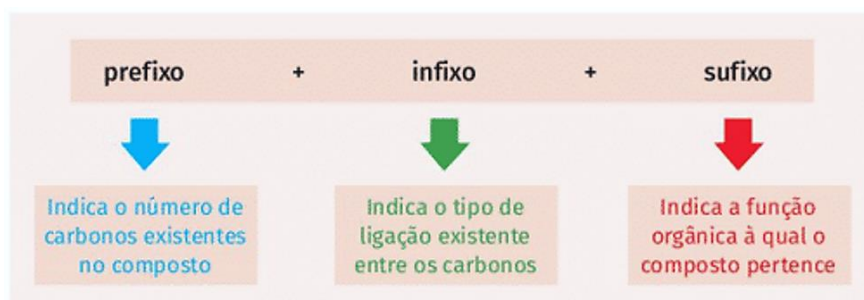 prefixo + infixo + sufixo
Indica o número de
carbonos existentes
no composto
Indica o tipo de
ligação existente
entre os carbonos
Indica a função
orgânica à qual o
composto pertence